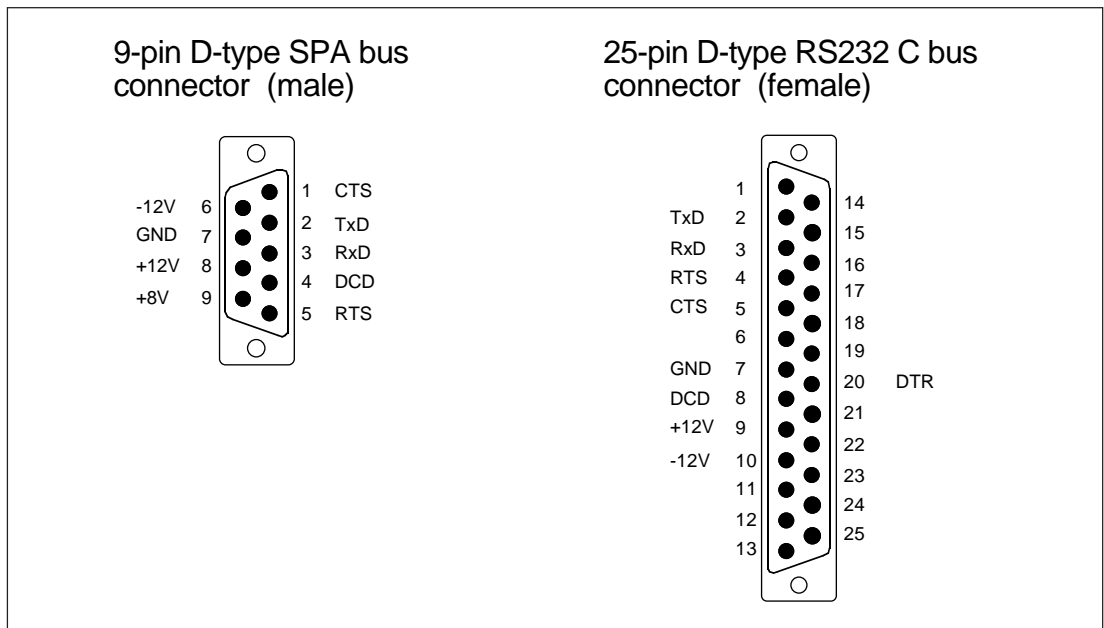 9-pin D-type SPA bus
connector (male)
1 CTS
-12V 6
2 TxD
GND 7
3 RxD
+12V 8
4 DCD
+8V 9
5 RTS
25-pin D-type RS232 C bus
connector (female)
1
14
TxD 2
15
RxD 3
16
RTS 4
17
CTS 5
18
6
19
GND 7
20 DTR
DCD 8
21
+12V 9
22
-12V 10
23
11
24
12
25
13